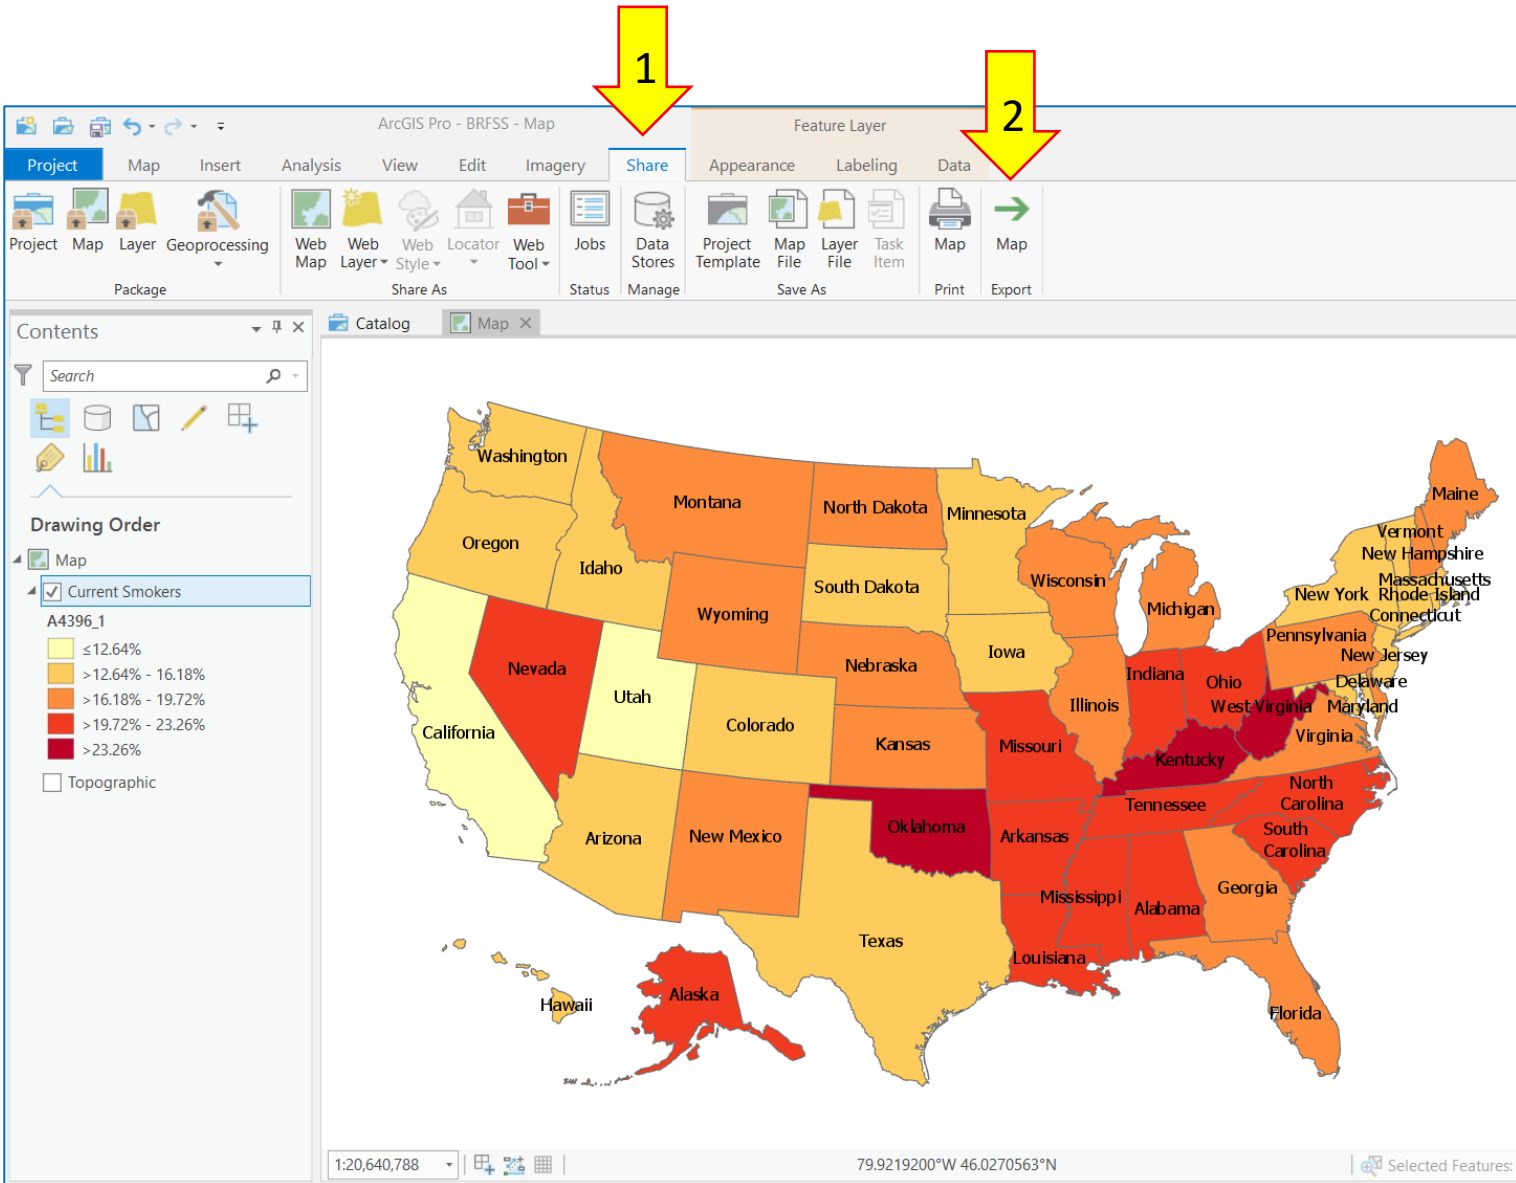 1
2
ArcGIS Pro - BRFSS - Map
Feature Layer
Project Map Insert Analysis View Edit Imagery Share Appearance Labeling Data
Project Map Layer Geoprocessing Web Map Web Layer Web Style Locator Web Tool Jobs Data Stores Project Template Map File Layer File Task Item Map Map
Package Share As Status Manage Save As Print Export
Contents
Catalog Map
Search
Drawing Order
Map
Current Smokers
A4396_1
≤12.64%
>12.64% - 16.18%
>16.18% - 19.72%
>19.72% - 23.26%
>23.26%
Topographic
Washington
Montana
North Dakota
Minnesota
Maine
Vermont
New Hampshire
Oregon
Idaho
South Dakota
Wisconsin
Massachusetts
New York
Rhode Island
Connecticut
Wyoming
Michigan
Pennsylvania
New Jersey
Nevada
Utah
Nebraska
Iowa
Indiana
Ohio
Delaware
California
Colorado
Illinois
West Virginia
Maryland
Kansas
Missouri
Kentucky
Virginia
Arizona
New Mexico
Oklahoma
Arkansas
Tennessee
North
Carolina
South
Carolina
Mississippi
Alabama
Georgia
Texas
Louisiana
Hawaii
Alaska
Florida
1:20,640,788
79.9219200°W 46.0270563°N
Selected Features: